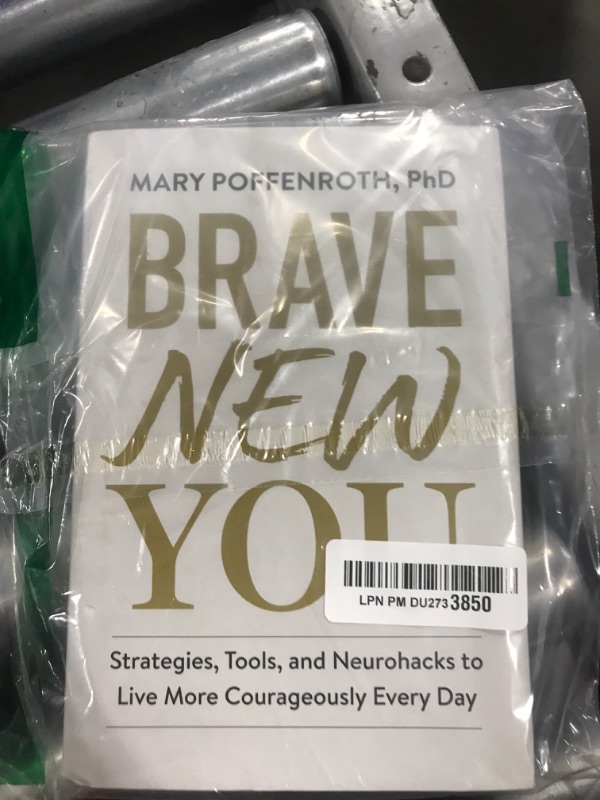 MARY POFFENROTH, PhD
BRAVE
NEW
YOU
LPN PM DU273 3850
Strategies, Tools, and Neurohacks to
Live More Courageously Every Day